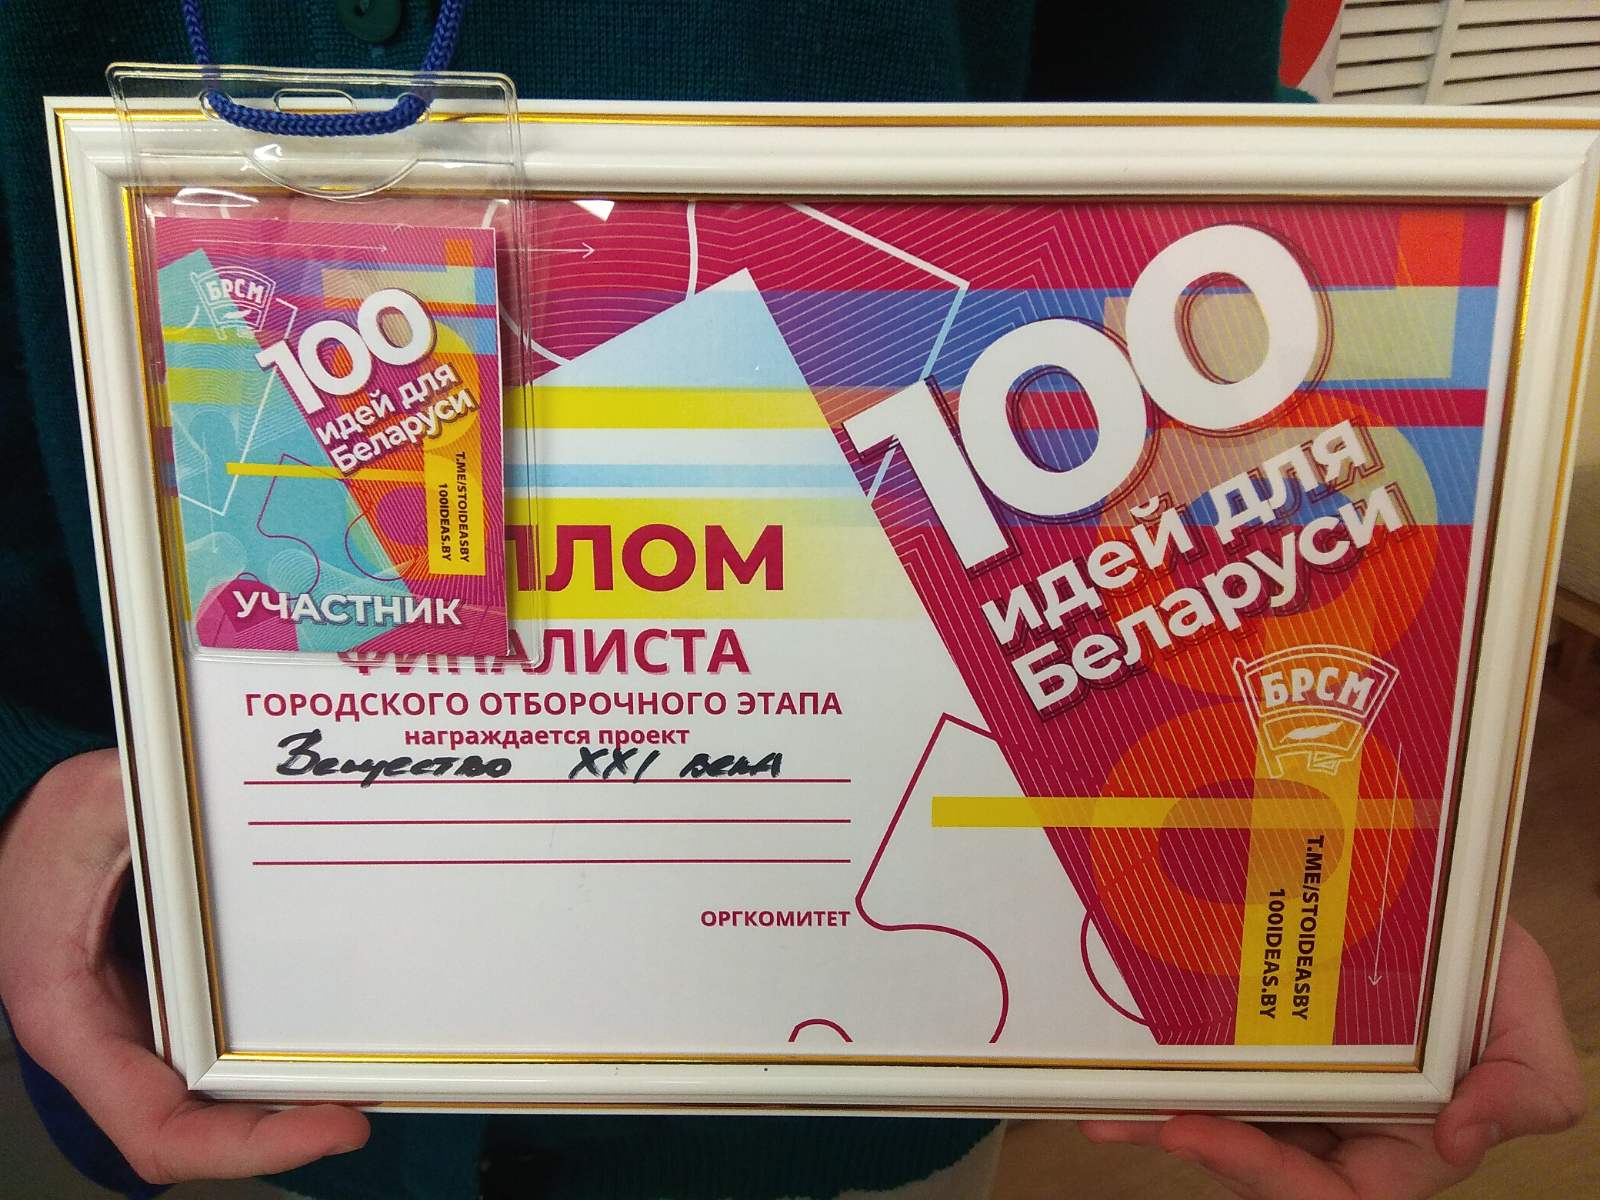 БРСМ
100
идей для
Беларуси
T.ME/STOIDEASBY
100IDEAS.BY
УЧАСТНИК
100
идей для
Беларуси
БРСМ
T.ME/STOIDEASBY
100IDEAS.BY
ПЛОМ
ФИНАЛИСТА
ГОРОДСКОГО ОТБОРОЧНОГО ЭТАПА
награждается проект
Вещество XXI века
ОРГКОМИТЕТ